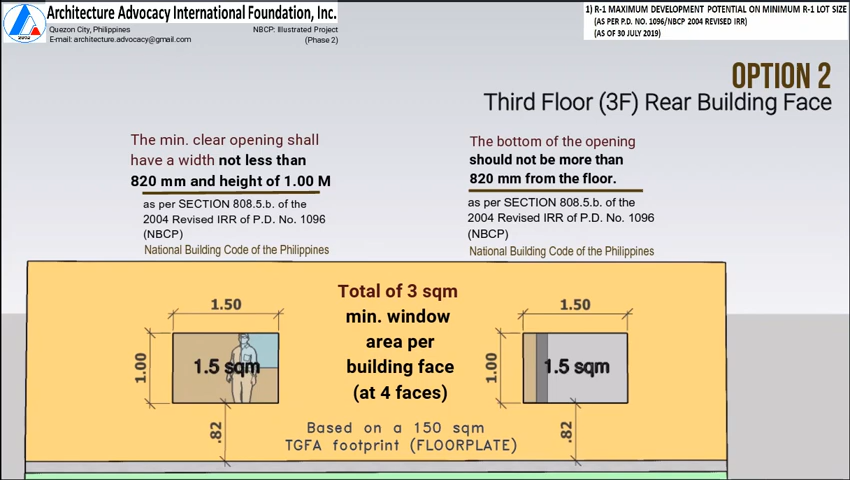 Architecture Advocacy International Foundation, Inc.
Quezon City, Philippines
NBCP: Illustrated Project
E-mail: architecture.advocacy@gmail.com
(Phase 2)
1) R-1 MAXIMUM DEVELOPMENT POTENTIAL ON MINIMUM R-1 LOT SIZE
(AS PER P.D. NO. 1096/NBCP 2004 REVISED IRR)
(AS OF 30 JULY 2019)
OPTION 2
Third Floor (3F) Rear Building Face
The min. clear opening shall
have a width not less than
820 mm and height of 1.00 M
as per SECTION 808.5.b. of the
2004 Revised IRR of P.D. No. 1096
(NBCP)
National Building Code of the Philippines
The bottom of the opening
should not be more than
820 mm from the floor.
as per SECTION 808.5.b. of the
2004 Revised IRR of P.D. No. 1096
(NBCP)
National Building Code of the Philippines
1.50
1.00
1.5 sqm
.82
Total of 3 sqm
min. window
area per
building face
(at 4 faces)
Based on a 150 sqm
TGFA footprint (FLOORPLATE)
1.50
1.00
1.5 sqm
.82